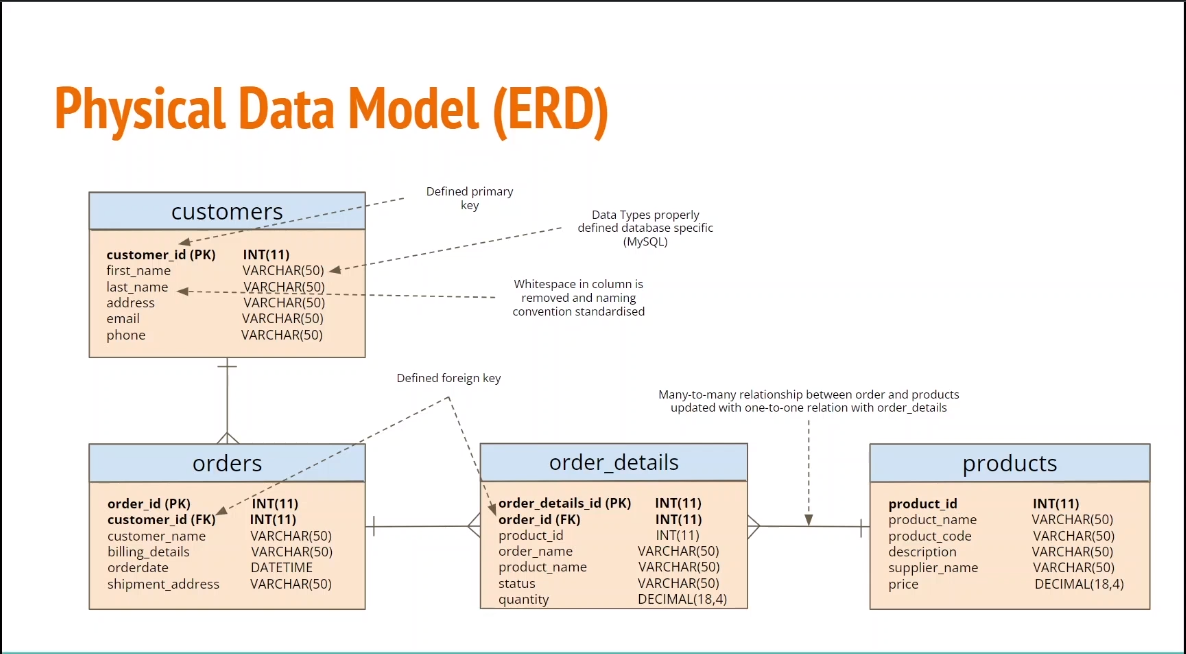 Physical Data Model (ERD)
Defined primary
key
Data Types properly
defined database specific
(MySQL)
Whitespace in column is
removed and naming
convention standardised
customers
customer_id (PK) INT(11)
first_name VARCHAR(50)
last_name VARCHAR(50)
address VARCHAR(50)
email VARCHAR(50)
phone VARCHAR(50)
Defined foreign key
Many-to-many relationship between order and products
updated with one-to-one relation with order_details
orders
order_id (PK) INT(11)
customer_id (FK) INT(11)
customer_name VARCHAR(50)
billing_details VARCHAR(50)
orderdate DATETIME
shipment_address VARCHAR(50)
order_details
order_details_id (PK) INT(11)
order_id (FK) INT(11)
product_id INT(11)
order_name VARCHAR(50)
product_name VARCHAR(50)
status VARCHAR(50)
quantity DECIMAL(18,4)
products
product_id INT(11)
product_name VARCHAR(50)
product_code VARCHAR(50)
description VARCHAR(50)
supplier_name VARCHAR(50)
price DECIMAL(18,4)